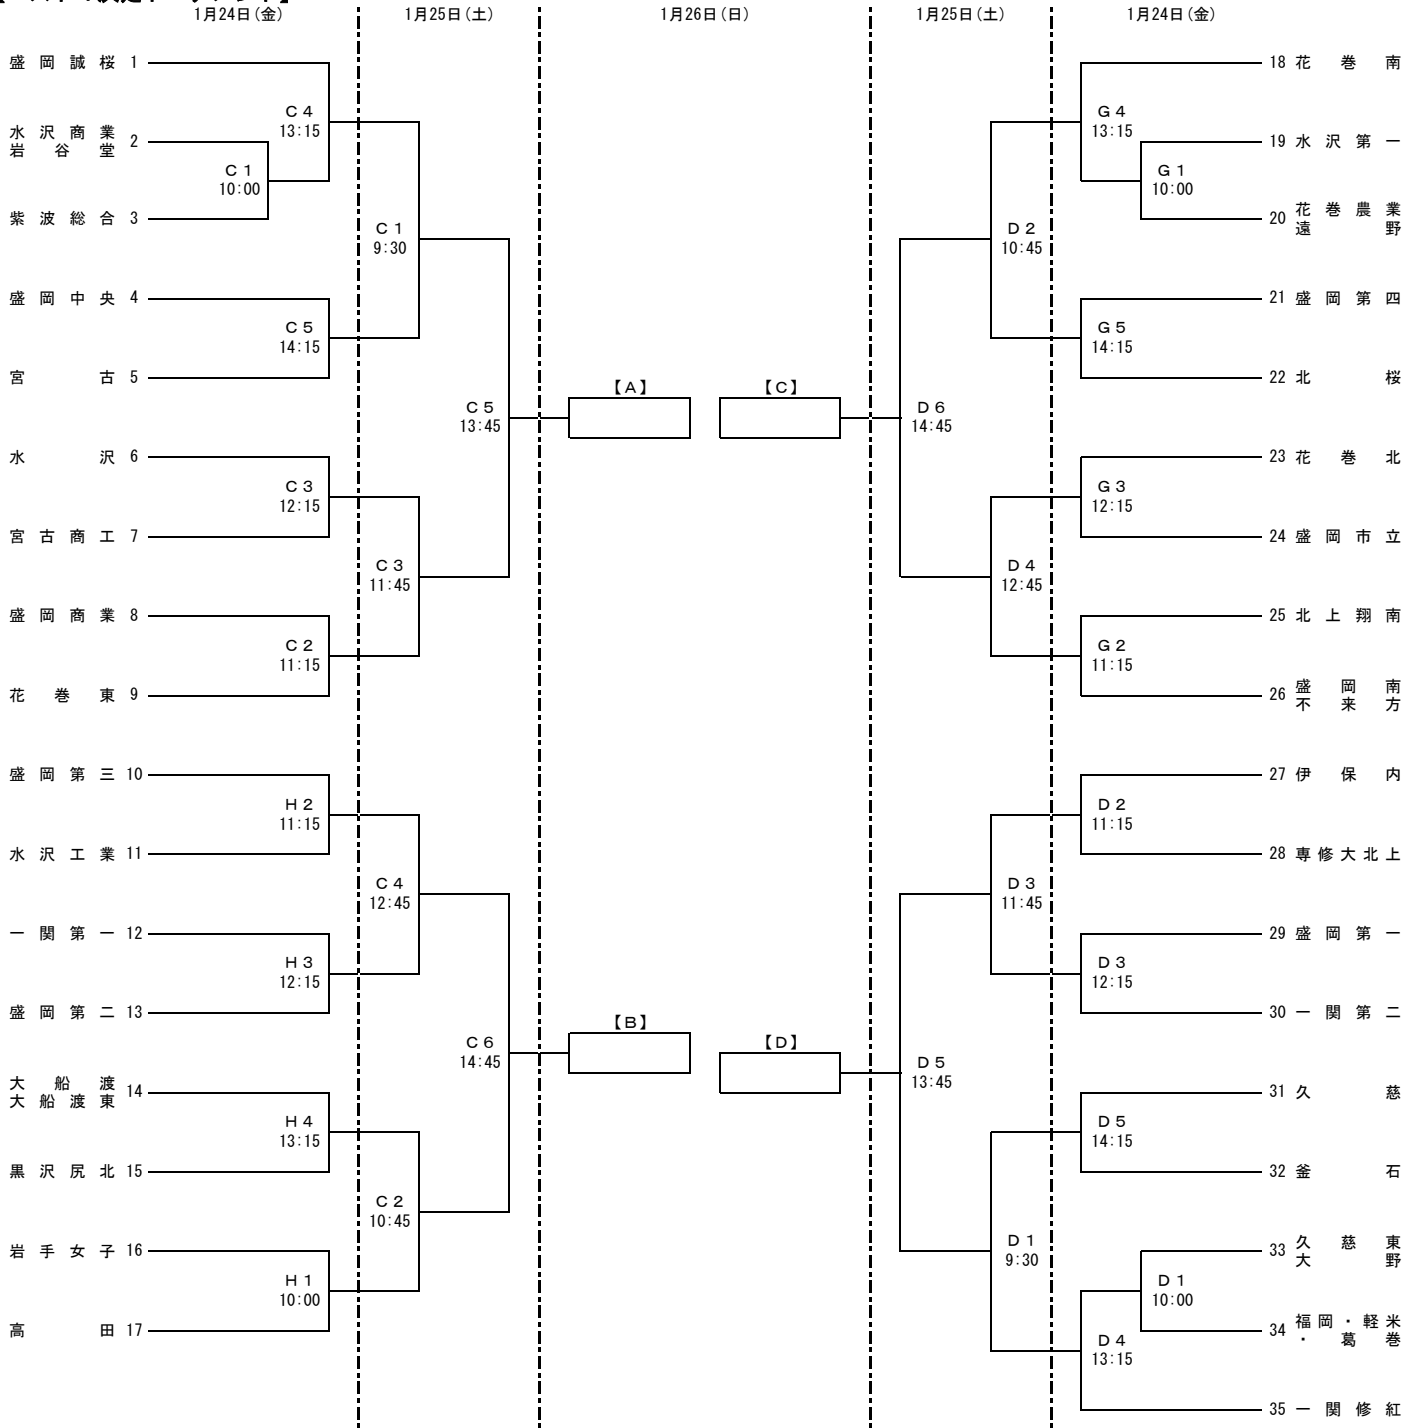 1月24日(金)
1月25日(土)
1月26日(日)
1月25日(土)
1月24日(金)
盛岡誠桜 1
C4
13:15
水沢商業
岩谷堂 2
C1
10:00
紫波総合 3
C1
9:30
盛岡中央 4
C5
14:15
宮古 5
C5
13:45
水沢 6
C3
12:15
宮古商工 7
C3
11:45
盛岡商業 8
C2
11:15
花巻東 9
盛岡第三 10
H2
11:15
水沢工業 11
C4
12:45
一関第一 12
H3
12:15
盛岡第二 13
C6
14:45
大船渡
大船渡東 14
H4
13:15
黒沢尻北 15
C2
10:45
岩手女子 16
H1
10:00
高田 17
【A】
【C】
【B】
【D】
18 花巻南
G4
13:15
19 水沢第一
G1
10:00
20 花巻農業
遠野
D2
10:45
21 盛岡第四
G5
14:15
22 北桜
D6
14:45
23 花巻北
G3
12:15
24 盛岡市立
D4
12:45
25 北上翔南
G2
11:15
26 盛岡南
不来方
27 伊保内
D2
11:15
28 専修大北上
D3
11:45
29 盛岡第一
D3
12:15
30 一関第二
D5
13:45
31 久慈
D5
14:15
32 釜石
D1
9:30
33 久慈東
大野
D1
10:00
34 福岡・軽米
・葛巻
D4
13:15
35 一関修紅